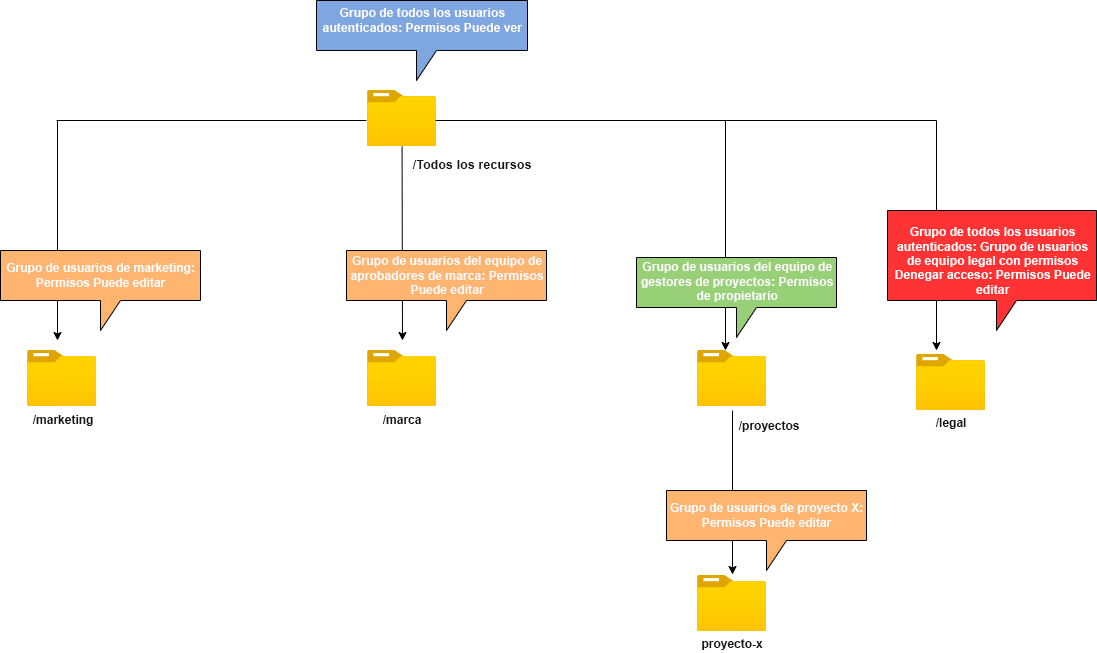 Grupo de todos los usuarios
autenticados: Permisos Puede ver
/Todos los recursos
Grupo de usuarios de marketing:
Permisos Puede editar
/marketing
Grupo de usuarios del equipo de
aprobadores de marca: Permisos
Puede editar
/marca
Grupo de usuarios del equipo de
gestores de proyectos: Permisos
de propietario
/proyectos
Grupo de todos los usuarios
autenticados: Grupo de usuarios
de equipo legal con permisos
Denegar acceso: Permisos Puede
editar
/legal
Grupo de usuarios de proyecto X:
Permisos Puede editar
proyecto-x